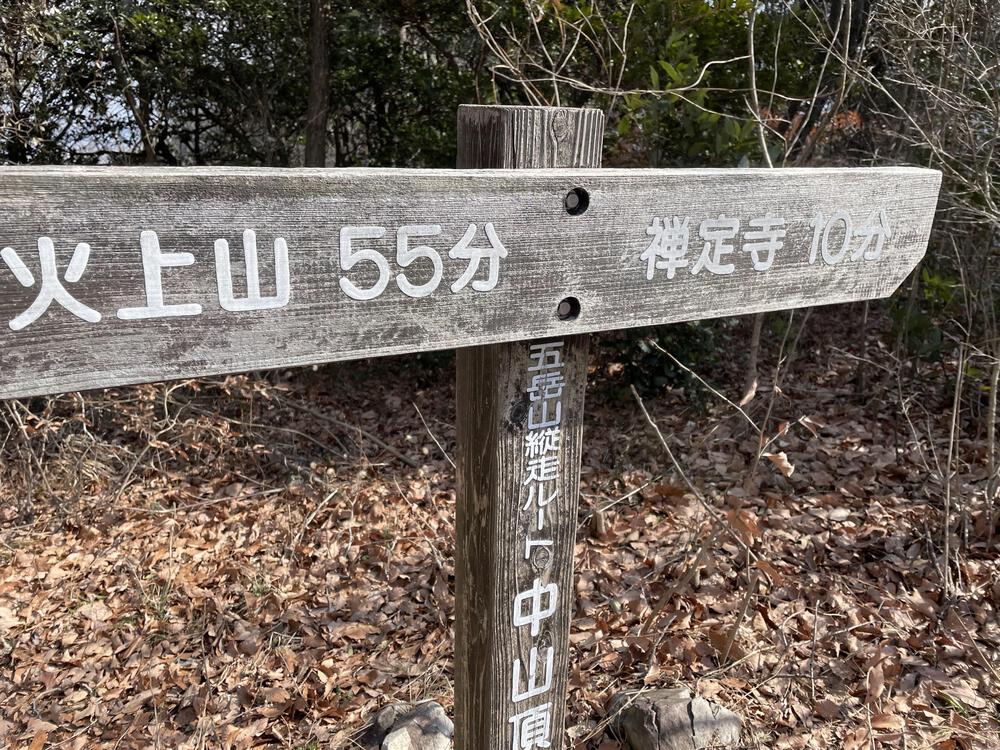 火上山 55分
禅定寺 10分
五岳山縦走ルート
中山頂